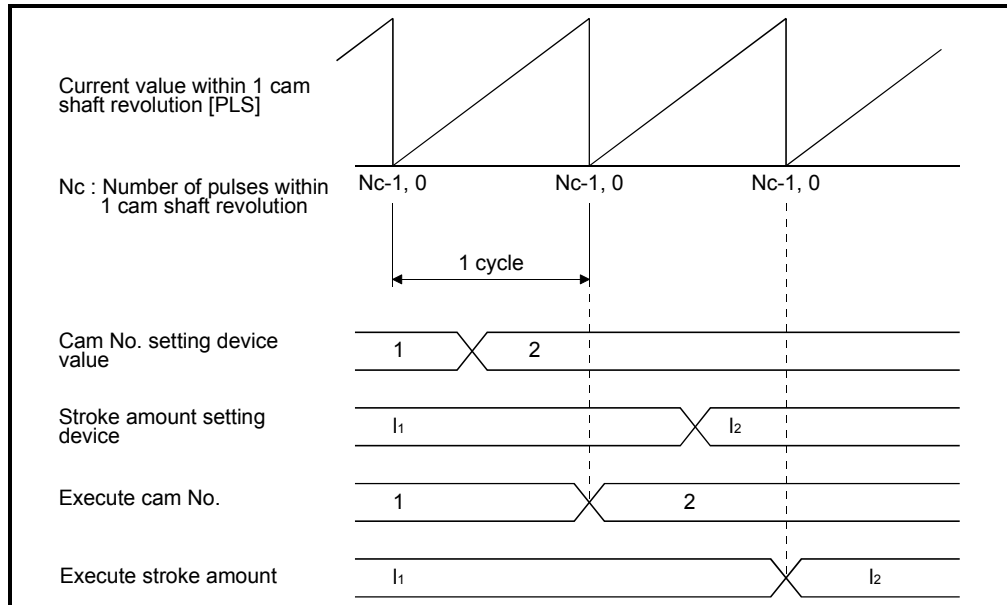 Current value within 1 cam
shaft revolution [PLS]
Nc : Number of pulses within
1 cam shaft revolution
Nc-1, 0
Nc-1, 0
Nc-1, 0
1 cycle
Cam No. setting device
value
1
2
Stroke amount setting
device
l1
l2
Execute cam No.
1
2
Execute stroke amount
l1
l2